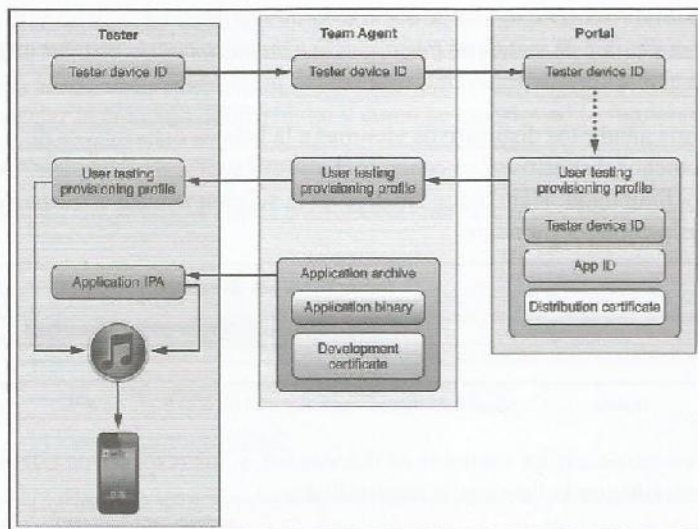 Tester
Team Agent
Portal
Tester device ID
Tester device ID
Tester device ID
User testing
provisioning profile
User testing
provisioning profile
User testing
provisioning profile
Tester device ID
App ID
Distribution certificate
Application IPA
Application archive
Application binary
Development
certificate